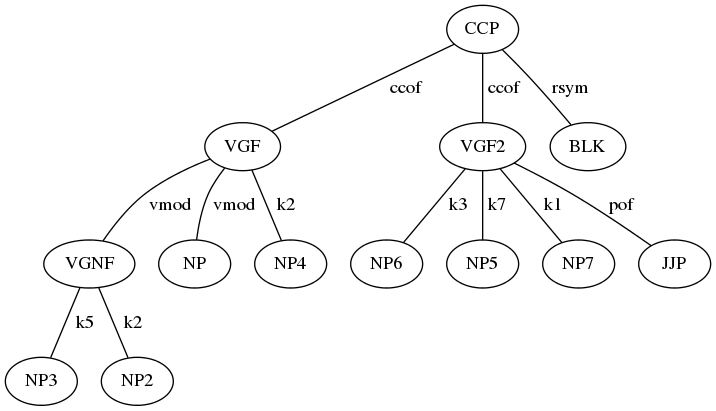 CCP
ccof ccof rsym
VGF VGF2 BLK
vmod vmod k2 k3 k7 k1 pof
VGNF NP NP4 NP6 NP5 NP7 JJP
k5 k2
NP3 NP2